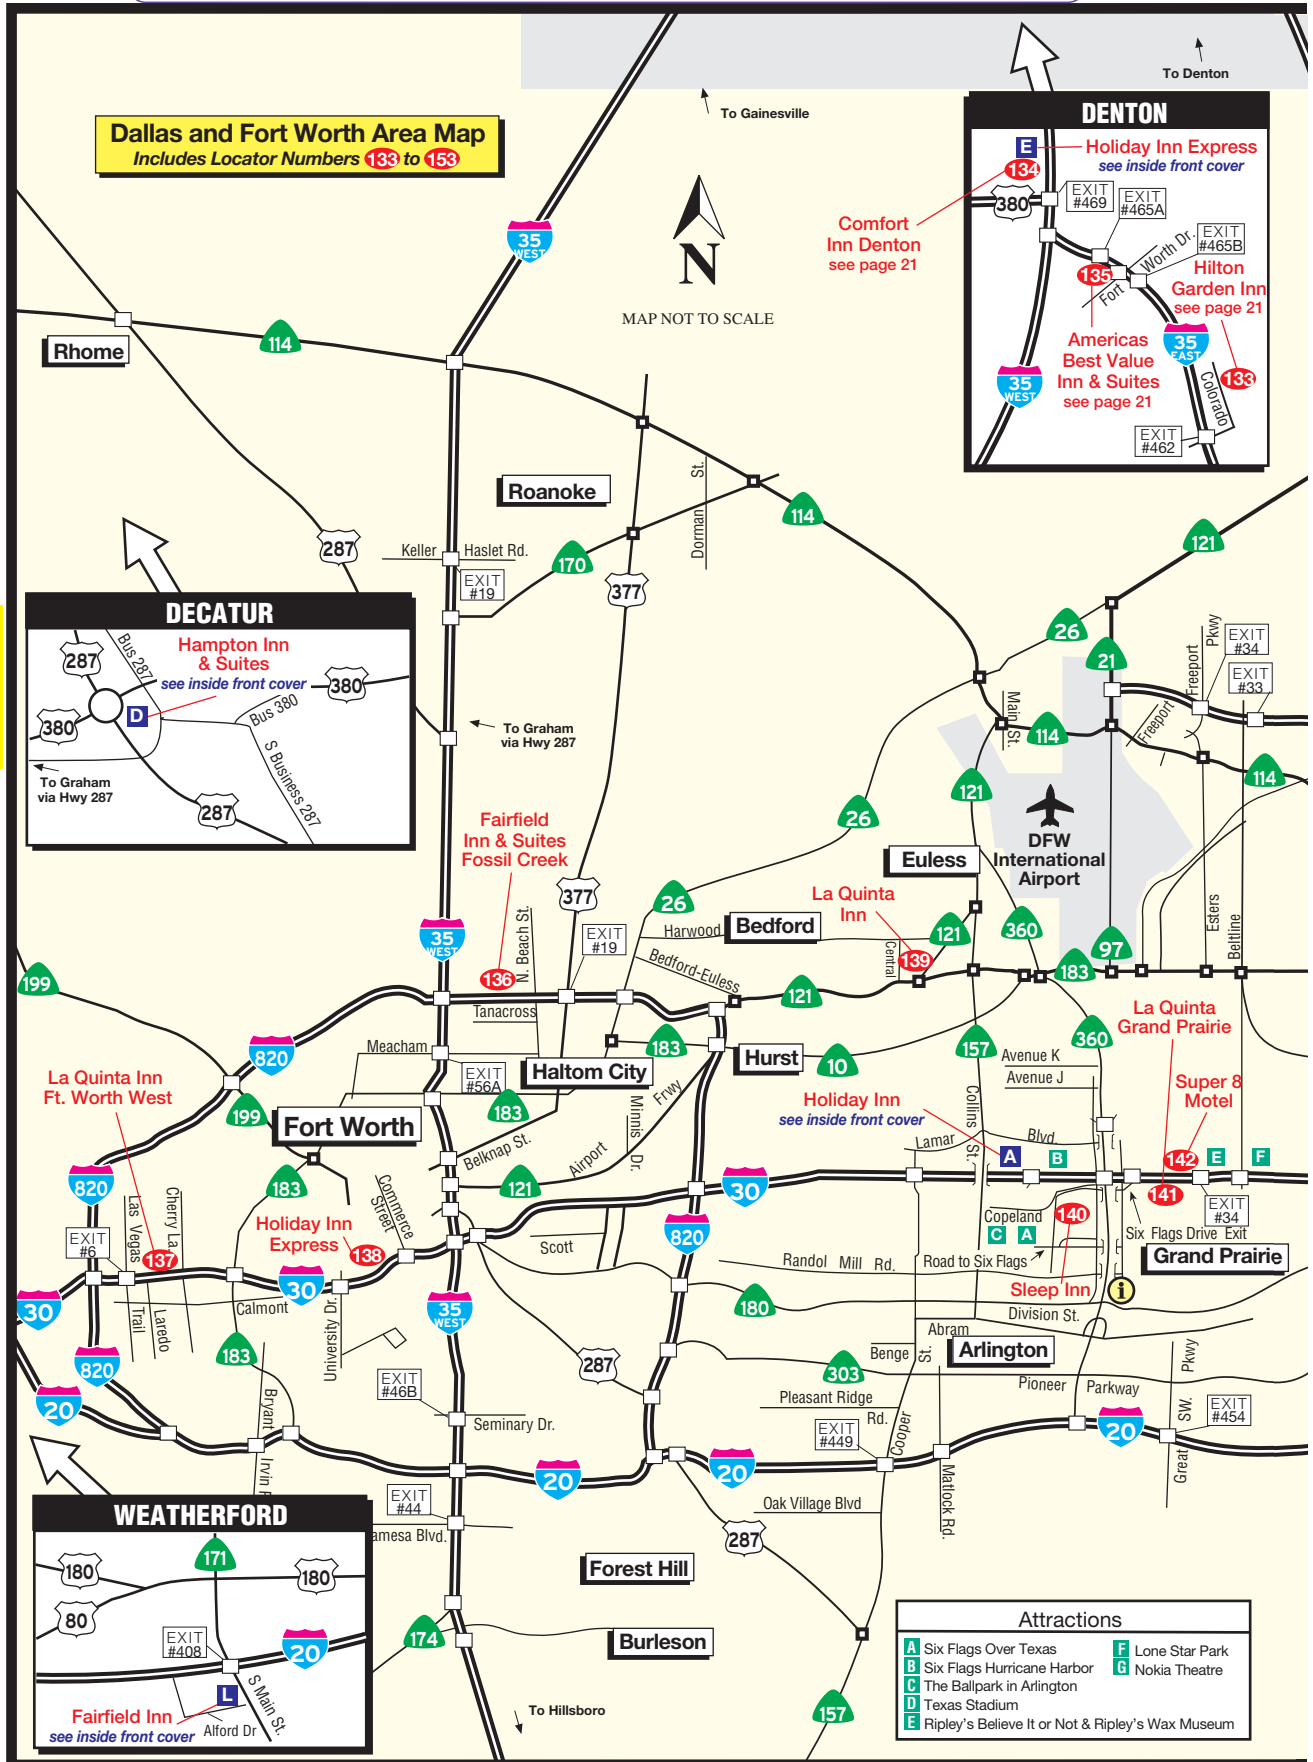 Dallas and Fort Worth Area Map
Includes Locator Numbers 133 to 153
To Gainesville
To Denton
N
MAP NOT TO SCALE
DENTON
E
Holiday Inn Express
see inside front cover
134
380
EXIT
#469
EXIT
#465A
EXIT
#465B
Worth Dr.
Fort
135
Comfort
Inn Denton
see page 21
Hilton
Garden Inn
see page 21
Americas
Best Value
Inn & Suites
see page 21
35
EAST
35
WEST
133
Colorado
EXIT
#462
35
WEST
Rhome
114
Roanoke
Dorman St.
114
121
287
Keller Haslet Rd.
EXIT
#19
170
377
26
21
Freeport Pkwy
EXIT
#34
EXIT
#33
DECATUR
287
Bus 287
Hampton Inn
& Suites
see inside front cover
380
D
380
Bus 380
S Business 287
To Graham
via Hwy 287
287
To Graham
via Hwy 287
Main St.
114
Freeport
114
121
26
DFW
International
Airport
Fairfield
Inn & Suites
Fossil Creek
Euless
377
26
La Quinta
Inn
Bedford
Harwood
Central
121
360
97
Esters
Beltline
35
WEST
N. Beach St.
EXIT
#19
Bedford-Euless
139
183
136
199
121
Tanacross
La Quinta
Grand Prairie
820
Meacham
183
Hurst
10
157
360
Avenue K
Avenue J
EXIT
#56A
Haltom City
La Quinta Inn
Ft. Worth West
Super 8
Motel
199
183
Fort Worth
Minnis Dr.
Frwy
Airport
Belknap St.
Holiday Inn
see inside front cover
Collins St.
Lamar Blvd.
A
B
142
E
F
820
183
121
30
141
EXIT
#34
Commerce
Street
Las Vegas
Cherry La.
Holiday Inn
Express
138
Copeland
140
C
A
Six Flags Drive Exit
EXIT
#6
137
Scott
820
Randol Mill Rd.
Road to Six Flags
Grand Prairie
Sleep Inn
i
30
30
Calmont
University Dr.
35
WEST
180
Division St.
Trail
Laredo
183
820
287
Abram
Benge St.
Arlington
303
Pioneer Parkway
Pkwy
20
Bryant
EXIT
#46B
Seminary Dr.
Pleasant Ridge
Rd.
EXIT
#449
Cooper
20
Great SW.
EXIT
#454
Irvin
20
20
Matlock Rd.
EXIT
#44
amesa Blvd.
Oak Village Blvd
287
WEATHERFORD
171
180
180
80
EXIT
#408
20
L
S Main St.
Fairfield Inn
see inside front cover
Alford Dr
Forest Hill
174
Burleson
To Hillsboro
157
Attractions
A Six Flags Over Texas
B Six Flags Hurricane Harbor
C The Ballpark in Arlington
D Texas Stadium
E Ripley's Believe It or Not & Ripley's Wax Museum
F Lone Star Park
G Nokia Theatre